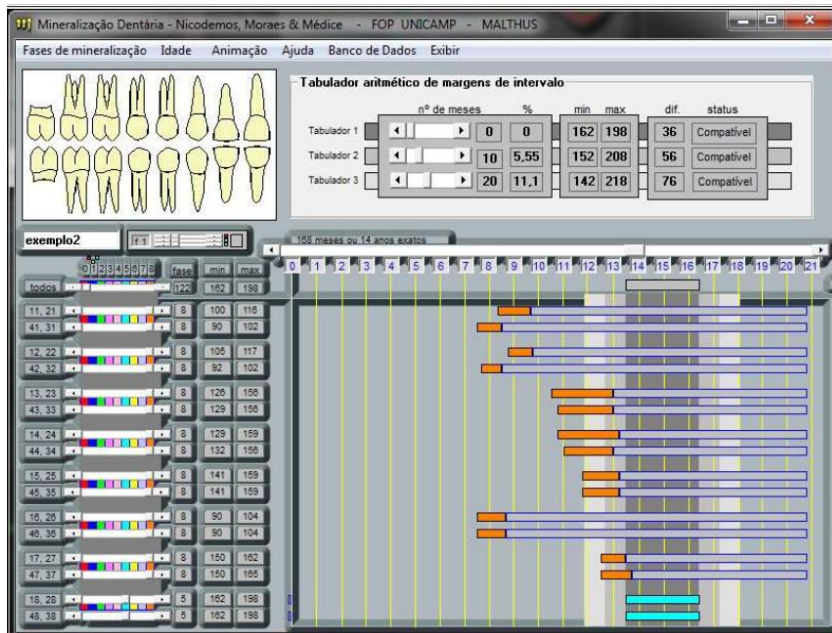 Mineralização Dentária - Nicodemos, Moraes & Médice - FOP UNICAMP - MALTHUS
Fases de mineralização Idade Animação Ajuda Banco de Dados Exibir
Tabulador aritmético de margens de intervalo
nº de meses % min max dif. status
Tabulador 1 0 0 162 198 36 Compatível
Tabulador 2 10 5,55 152 208 56 Compatível
Tabulador 3 20 11,1 142 218 76 Compatível
exemplo2 f 1 168 meses ou 14 anos exatos
0 1 2 3 4 5 6 7 8 fase min max 0 1 2 3 4 5 6 7 8 9 10 11 12 13 14 15 16 17 18 19 20 21
todos 122 162 198
11, 21 8 100 116
41, 31 8 90 102
12, 22 8 105 117
42, 32 8 92 102
13, 23 8 126 156
43, 33 8 129 156
14, 24 8 129 159
44, 34 8 132 156
15, 25 8 141 159
45, 35 8 141 159
16, 26 8 90 104
46, 36 8 90 104
17, 27 8 150 162
47, 37 8 150 165
18, 28 5 162 198
48, 38 5 162 198